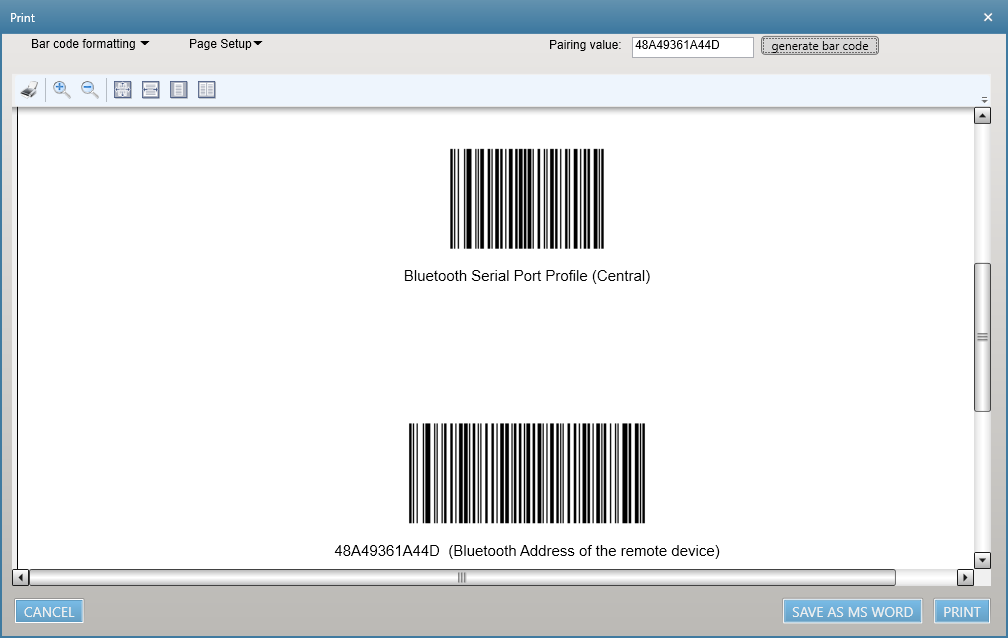 Print
Bar code formatting
Page Setup
Pairing value:
48A49361A44D
generate bar code
Bluetooth Serial Port Profile (Central)
48A49361A44D (Bluetooth Address of the remote device)
CANCEL
SAVE AS MS WORD
PRINT